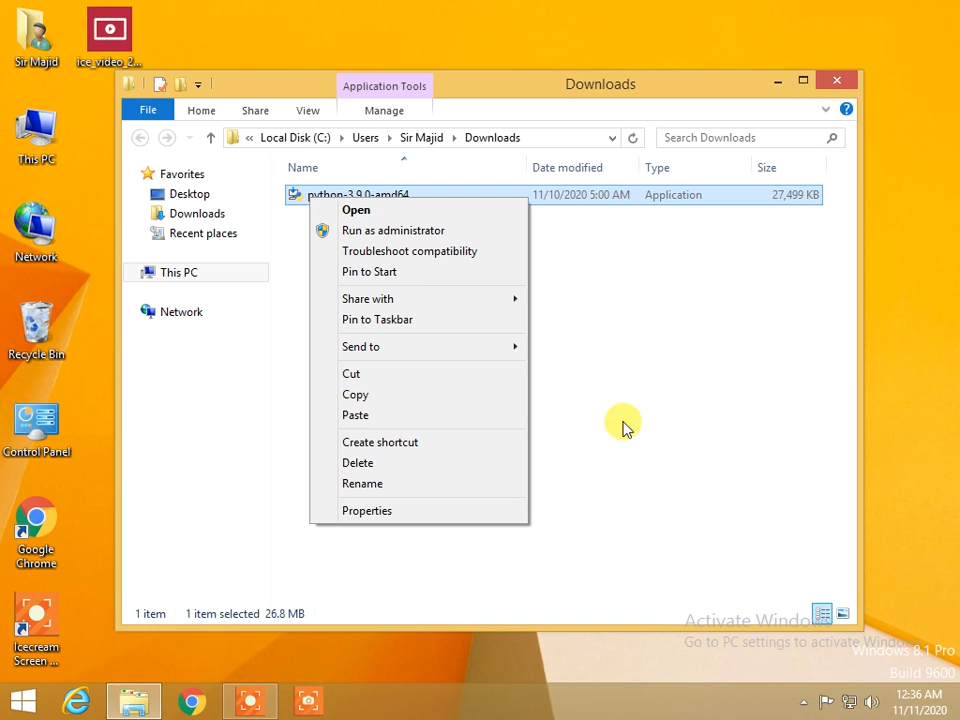 Sir Majid
ice_video_2...
This PC
Network
Recycle Bin
Control Panel
Google
Chrome
Icecream
Screen ...
Application Tools
Downloads
File
Home
Share
View
Manage
« Local Disk (C:) Users Sir Majid Downloads
Search Downloads
Favorites
Desktop
Downloads
Recent places
This PC
Network
Name
Date modified
Type
Size
python-3.9.0-amd64
11/10/2020 5:00 AM
Application
27,499 KB
Open
Run as administrator
Troubleshoot compatibility
Pin to Start
Share with
Pin to Taskbar
Send to
Cut
Copy
Paste
Create shortcut
Delete
Rename
Properties
1 item
1 item selected 26.8 MB
Activate Windows
Go to PC settings to activate Windows.
Windows 8.1 Pro
Build 9600
12:36 AM
11/11/2020